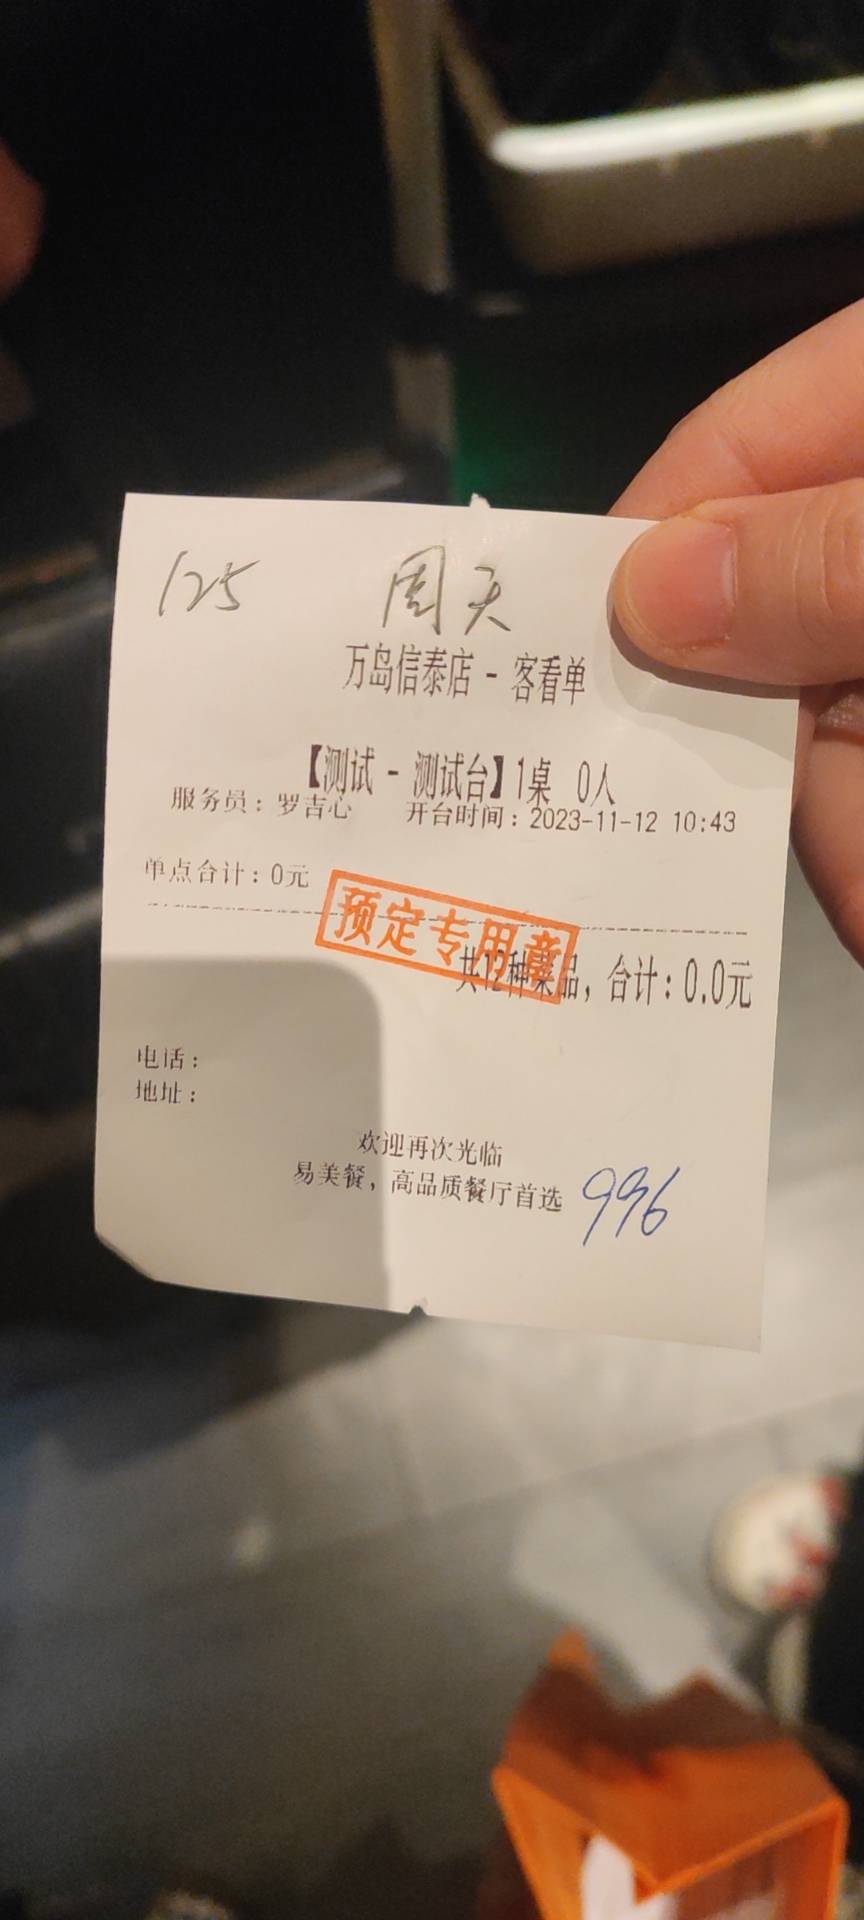 125 周天
万岛信泰店 - 客看单
【测试 - 测试台】1桌 0人
服务员：罗吉心 开台时间：2023-11-12 10:43
单点合计：0元
预定专用章
共12种菜品，合计：0.0元
电话：
地址：
欢迎再次光临
易美餐，高品质餐厅首选
996